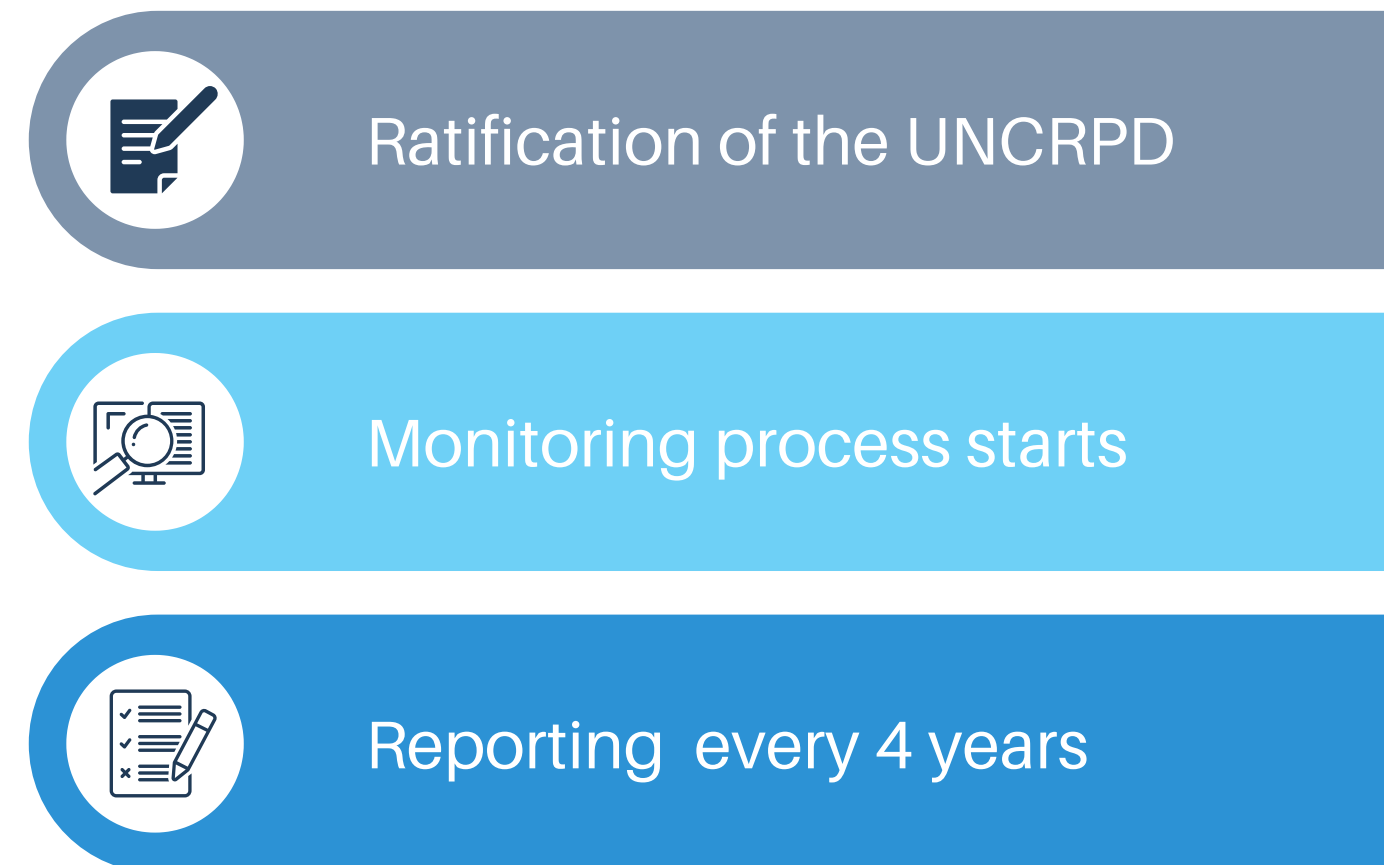 Ratification of the UNCRPD
Monitoring process starts
Reporting  every 4 years